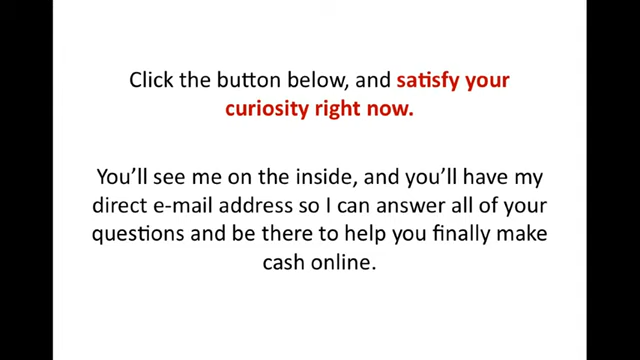 Click the button below, and satisfy your
curiosity right now.
You’ll see me on the inside, and you’ll have my
direct e-mail address so I can answer all of your
questions and be there to help you finally make
cash online.